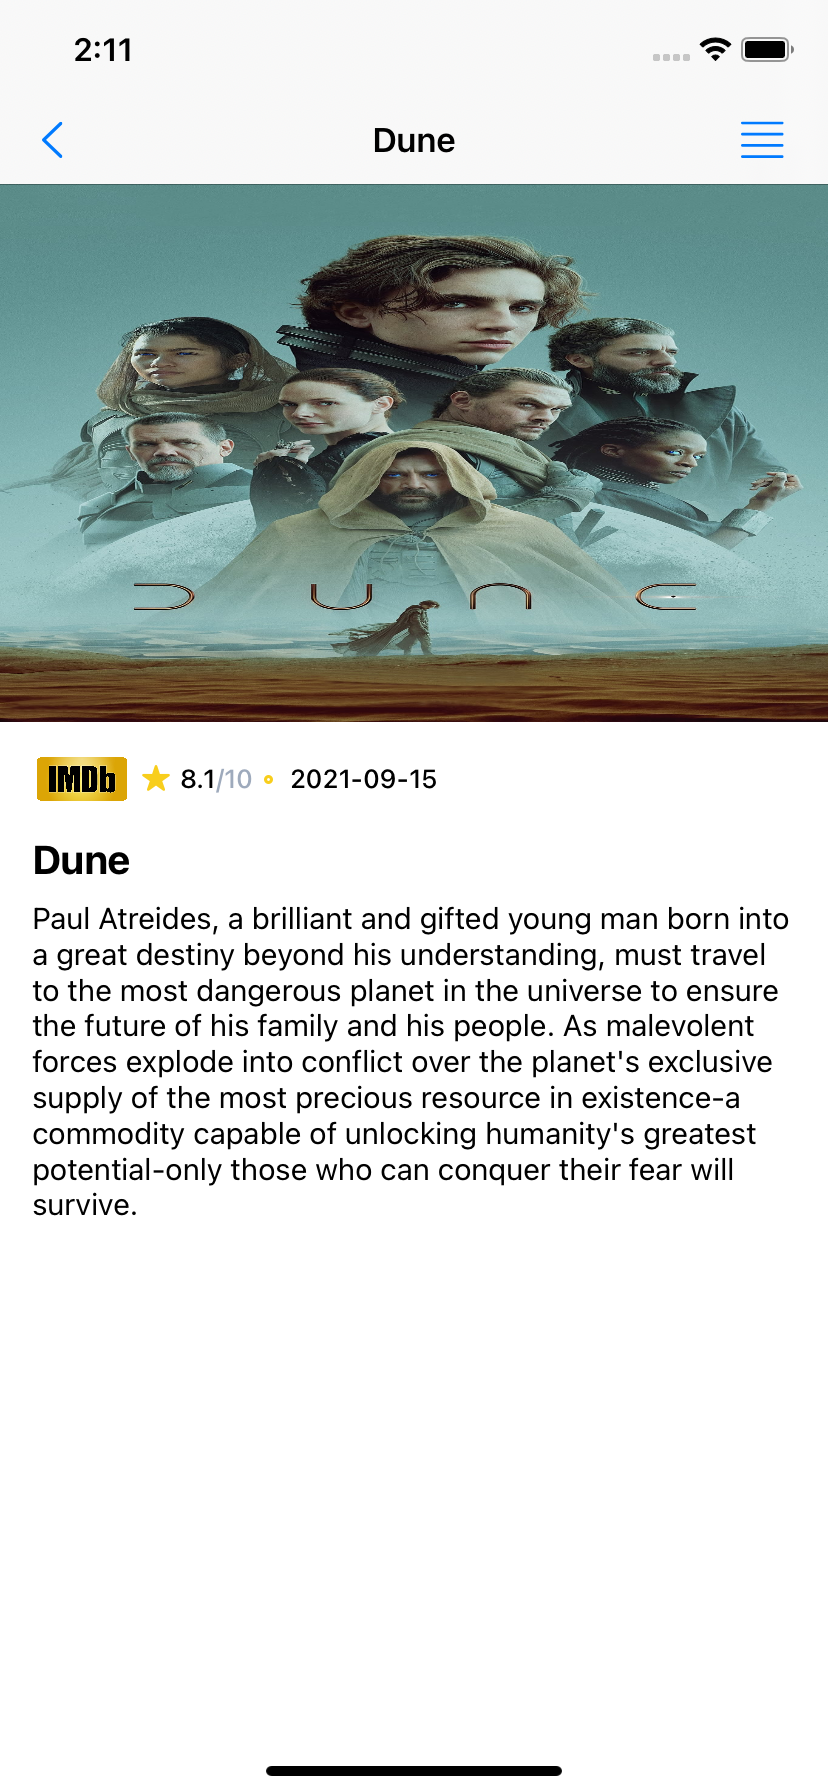 2:11
Dune
DUNE
IMDb 8.1/10 2021-09-15
Dune
Paul Atreides, a brilliant and gifted young man born into
a great destiny beyond his understanding, must travel
to the most dangerous planet in the universe to ensure
the future of his family and his people. As malevolent
forces explode into conflict over the planet's exclusive
supply of the most precious resource in existence-a
commodity capable of unlocking humanity's greatest
potential-only those who can conquer their fear will
survive.